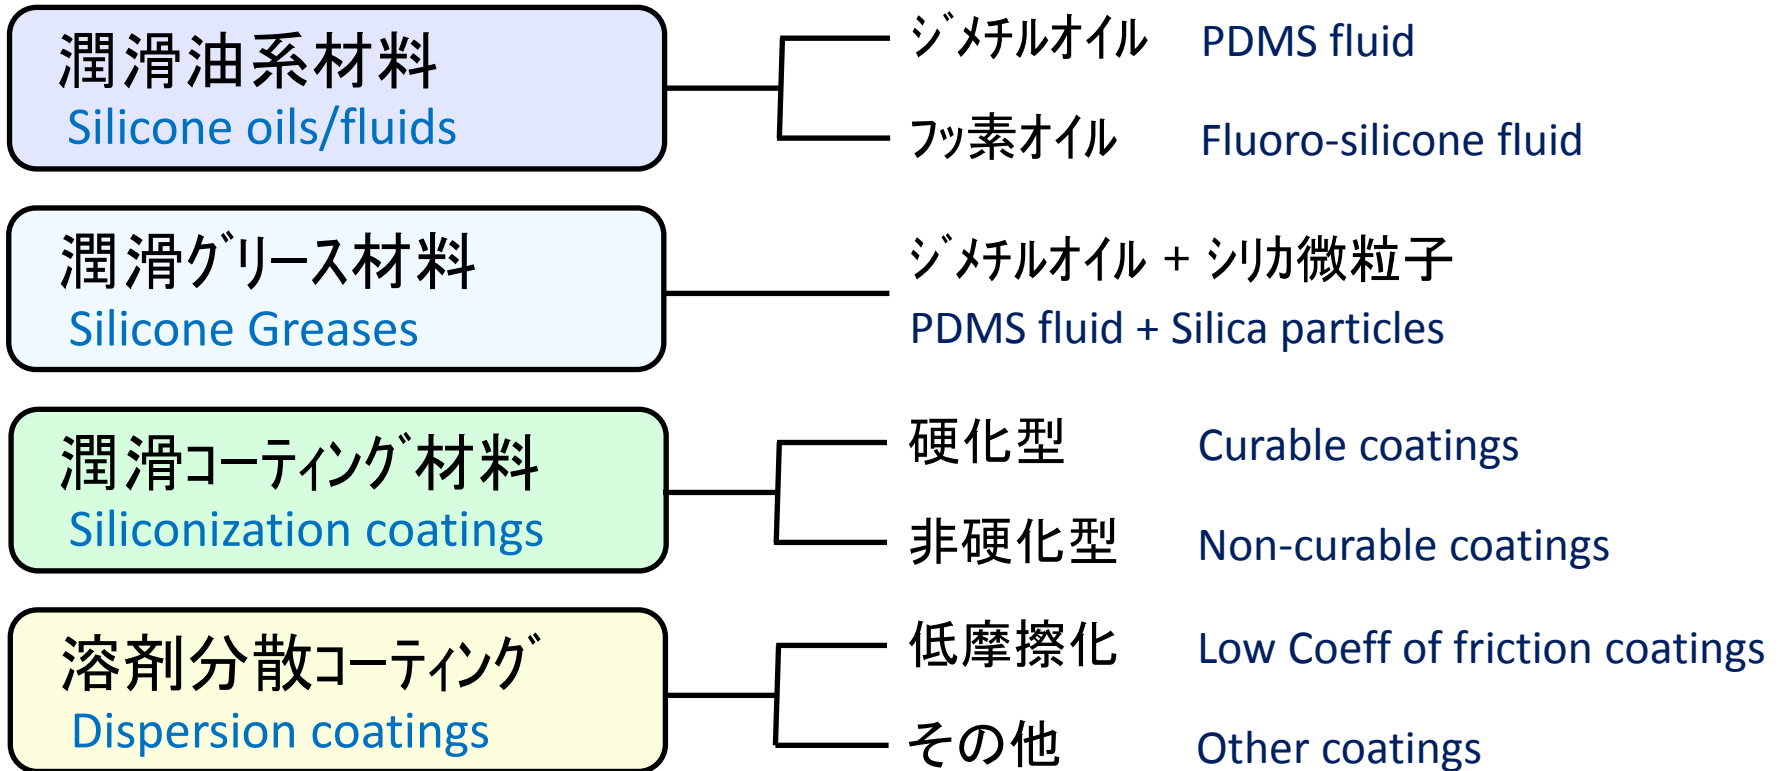 潤滑油系材料
Silicone oils/fluids
ｼﾞﾒﾁﾙｵｲﾙ PDMS fluid
ﾌｯ素ｵｲﾙ Fluoro-silicone fluid
潤滑ｸﾞﾘｰｽ材料
Silicone Greases
ｼﾞﾒﾁﾙｵｲﾙ + ｼﾘｶ微粒子
PDMS fluid + Silica particles
潤滑ｺｰﾃｨﾝｸﾞ材料
Siliconization coatings
硬化型 Curable coatings
非硬化型 Non-curable coatings
溶剤分散ｺｰﾃｨﾝｸﾞ
Dispersion coatings
低摩擦化 Low Coeff of friction coatings
その他 Other coatings